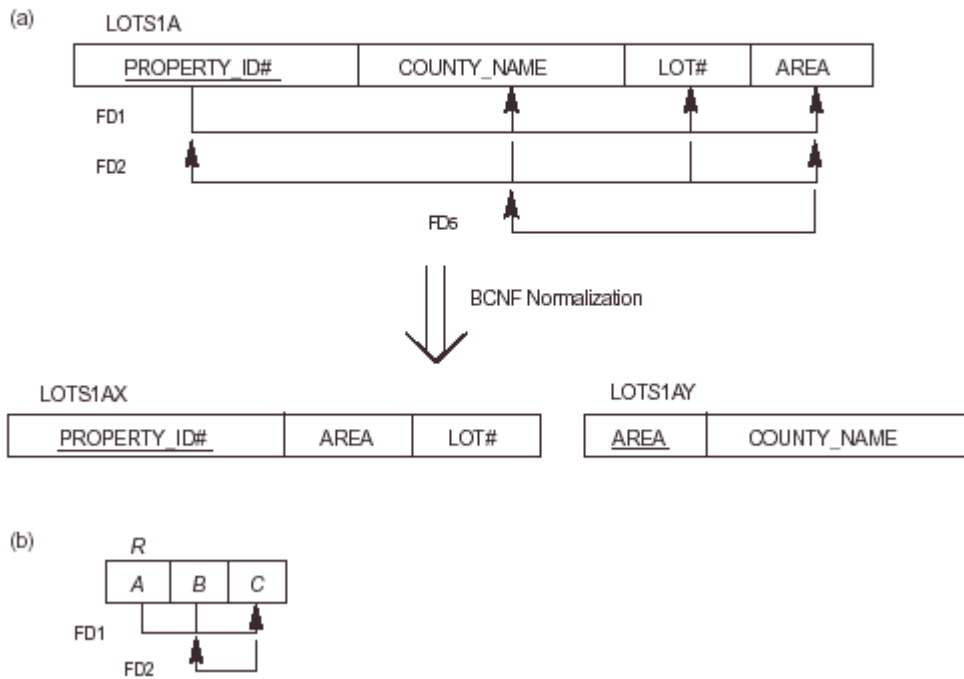 (a)
LOTS1A
PROPERTY_ID# COUNTY_NAME LOT# AREA
FD1
FD2
FD5
BCNF Normalization
LOTS1AX
PROPERTY_ID# AREA LOT#
LOTS1AY
AREA COUNTY_NAME
(b)
R
A B C
FD1
FD2